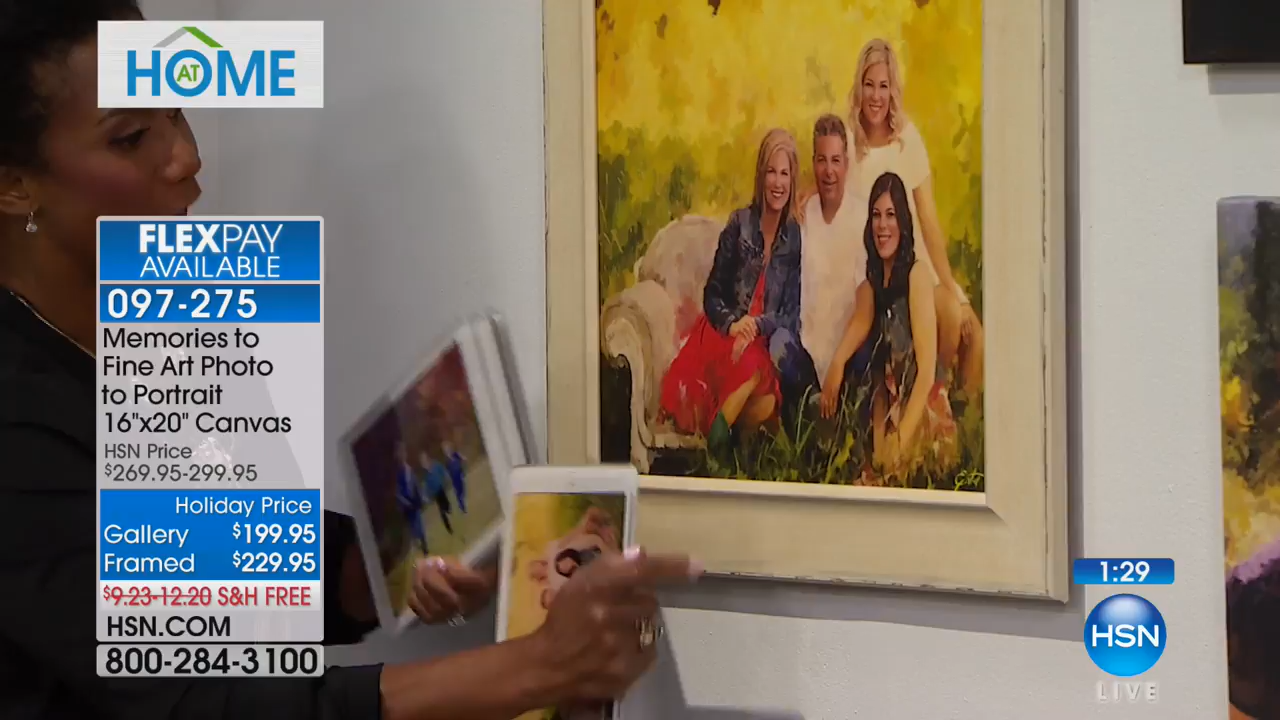 AT HOME
FLEXPAY
AVAILABLE
097-275
Memories to
Fine Art Photo
to Portrait
16"x20" Canvas
HSN Price
$269.95-299.95
Holiday Price
Gallery $199.95
Framed $229.95
$9.23-12.20 S&H FREE
HSN.COM
800-284-3100
1:29
HSN
LIVE